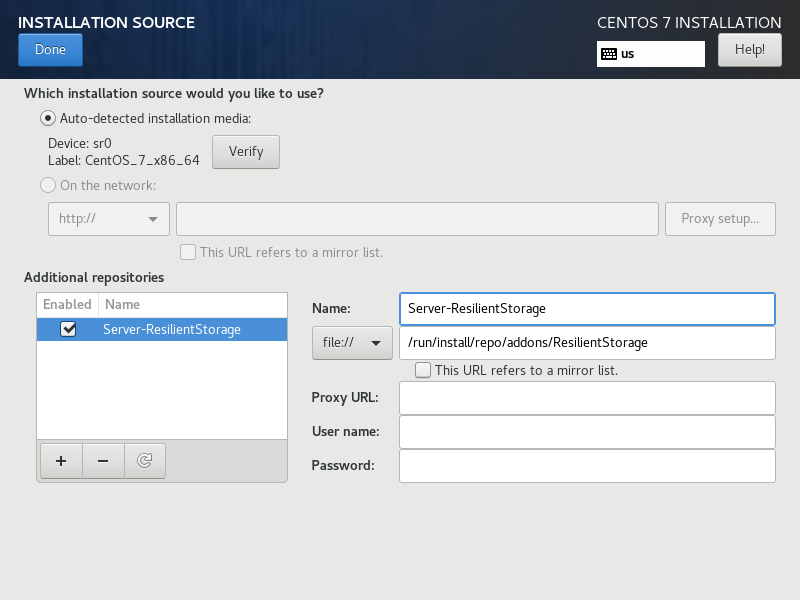 INSTALLATION SOURCE
CENTOS 7 INSTALLATION
Done
us
Help!
Which installation source would you like to use?
Auto-detected installation media:
Device: sr0
Label: CentOS_7_x86_64
Verify
On the network:
http://
Proxy setup...
This URL refers to a mirror list.
Additional repositories
Enabled Name
Server-ResilientStorage
Name: Server-ResilientStorage
file:// /run/install/repo/addons/ResilientStorage
This URL refers to a mirror list.
Proxy URL:
User name:
Password: